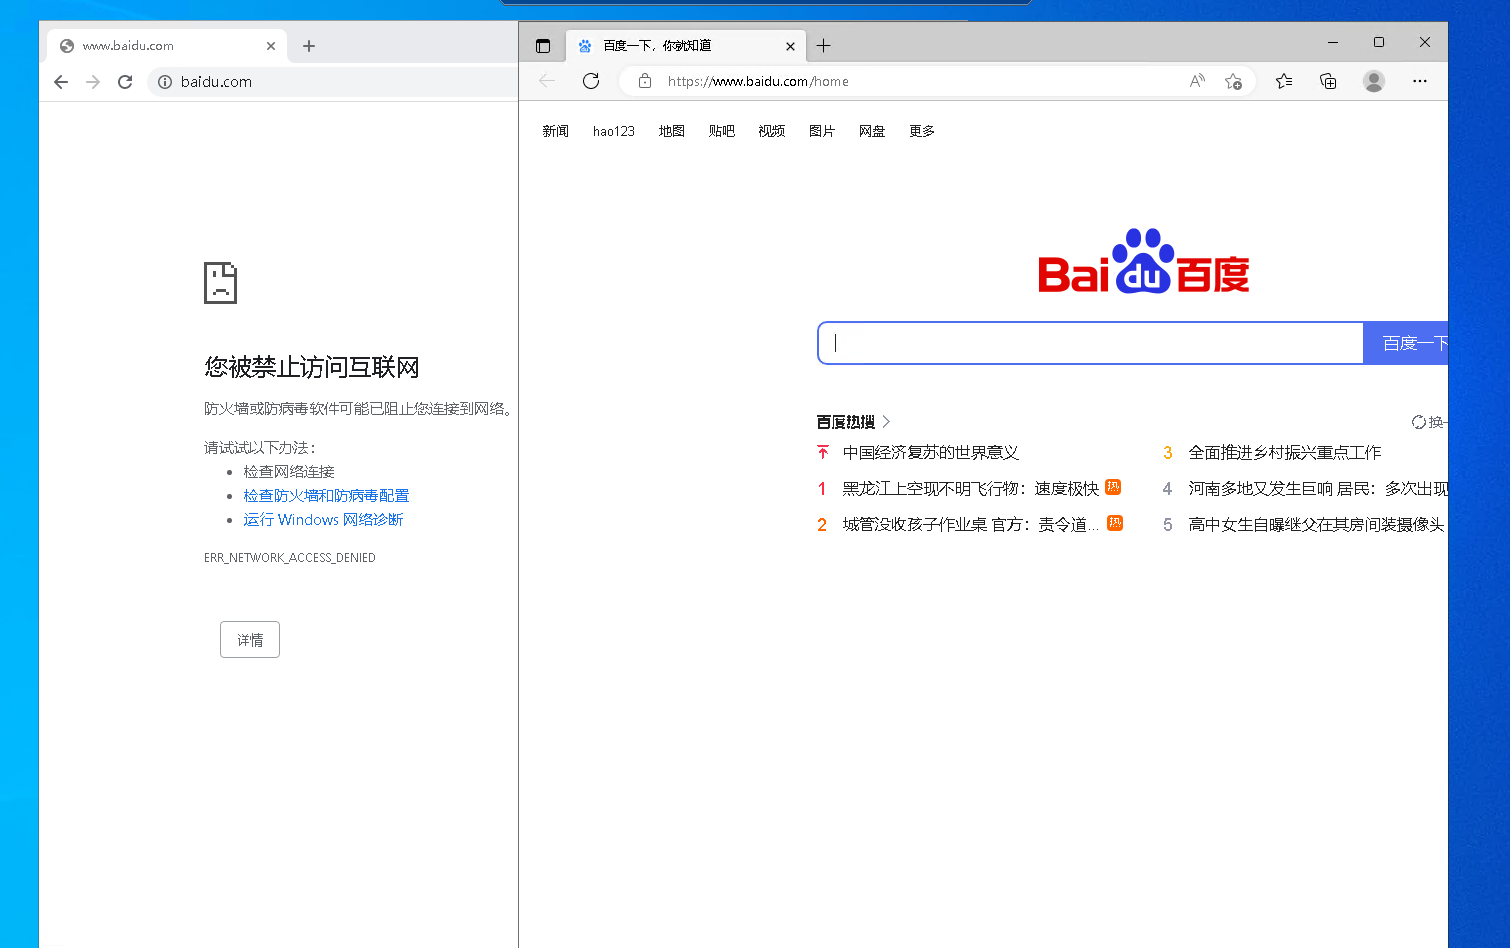 www.baidu.com
baidu.com
您被禁止访问互联网
防火墙或防病毒软件可能已阻止您连接到网络。
请试试以下办法：
检查网络连接
检查防火墙和防病毒配置
运行 Windows 网络诊断
ERR_NETWORK_ACCESS_DENIED
详情
百度一下，你就知道
https://www.baidu.com/home
新闻 hao123 地图 贴吧 视频 图片 网盘 更多
Bai du 百度
百度一下
百度热搜
换一
中国经济复苏的世界意义
1 黑龙江上空现不明飞行物：速度极快 热
2 城管没收孩子作业桌 官方：责令道... 热
3 全面推进乡村振兴重点工作
4 河南多地又发生巨响 居民：多次出现
5 高中女生自曝继父在其房间装摄像头